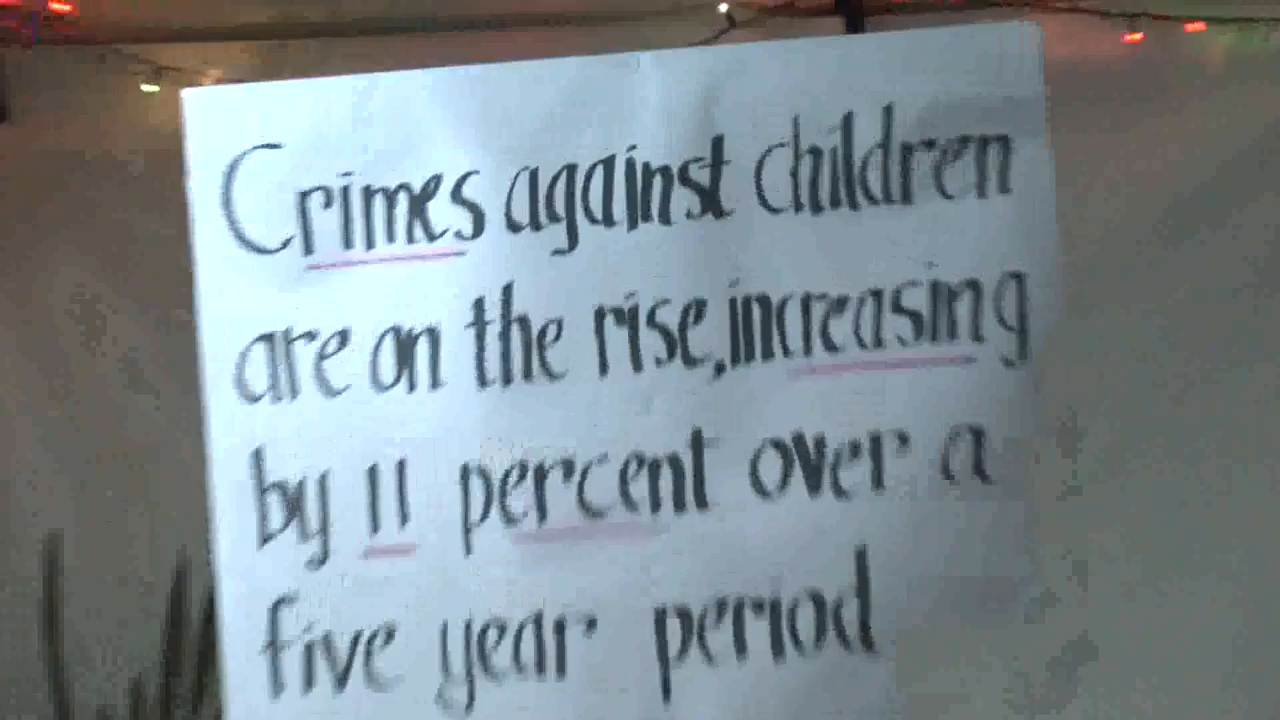 Crimes against children
are on the rise,increasing
by 11 percent over a
five year period